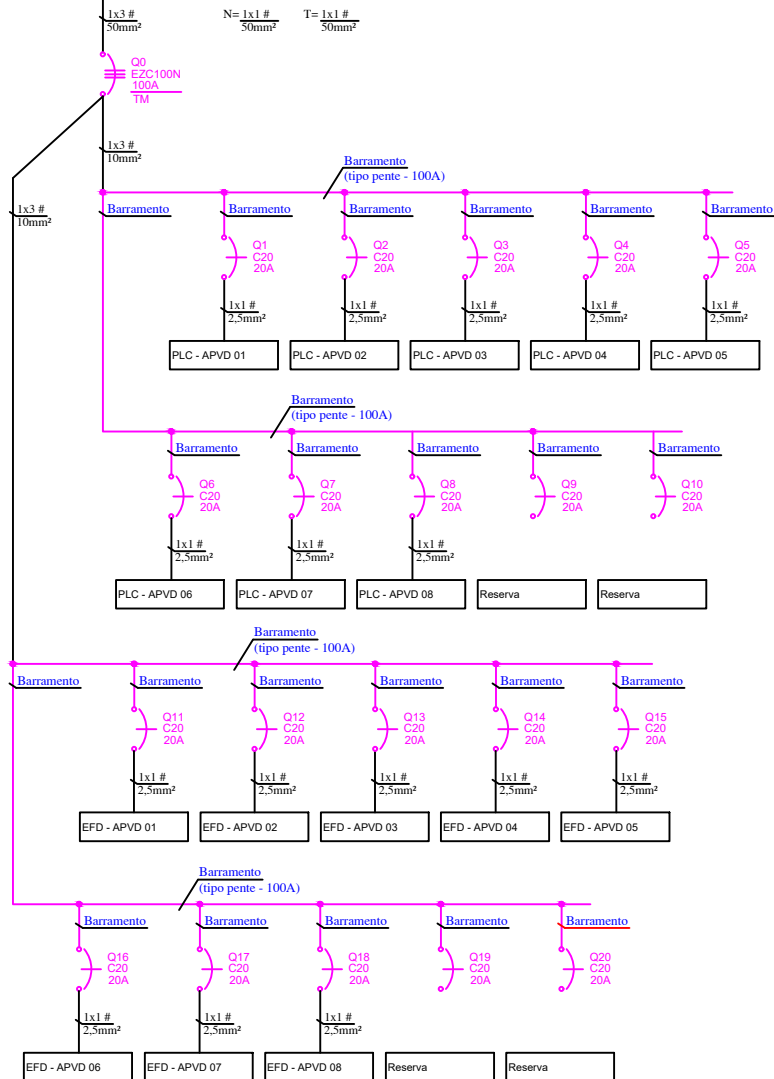 1x3 #
50mm²
N= 1x1 #
50mm²
T= 1x1 #
50mm²
Q0
EZC100N
100A
TM
1x3 #
10mm²
1x3 #
10mm²
Barramento
(tipo pente - 100A)
Barramento
Barramento
Barramento
Barramento
Barramento
Barramento
Q1
C20
20A
Q2
C20
20A
Q3
C20
20A
Q4
C20
20A
Q5
C20
20A
1x1 #
2,5mm²
1x1 #
2,5mm²
1x1 #
2,5mm²
1x1 #
2,5mm²
1x1 #
2,5mm²
PLC - APVD 01
PLC - APVD 02
PLC - APVD 03
PLC - APVD 04
PLC - APVD 05
Barramento
(tipo pente - 100A)
Barramento
Barramento
Barramento
Barramento
Barramento
Q6
C20
20A
Q7
C20
20A
Q8
C20
20A
Q9
C20
20A
Q10
C20
20A
1x1 #
2,5mm²
1x1 #
2,5mm²
1x1 #
2,5mm²
PLC - APVD 06
PLC - APVD 07
PLC - APVD 08
Reserva
Reserva
Barramento
(tipo pente - 100A)
Barramento
Barramento
Barramento
Barramento
Barramento
Barramento
Q11
C20
20A
Q12
C20
20A
Q13
C20
20A
Q14
C20
20A
Q15
C20
20A
1x1 #
2,5mm²
1x1 #
2,5mm²
1x1 #
2,5mm²
1x1 #
2,5mm²
1x1 #
2,5mm²
EFD - APVD 01
EFD - APVD 02
EFD - APVD 03
EFD - APVD 04
EFD - APVD 05
Barramento
(tipo pente - 100A)
Barramento
Barramento
Barramento
Barramento
Barramento
Q16
C20
20A
Q17
C20
20A
Q18
C20
20A
Q19
C20
20A
Q20
C20
20A
1x1 #
2,5mm²
1x1 #
2,5mm²
1x1 #
2,5mm²
EFD - APVD 06
EFD - APVD 07
EFD - APVD 08
Reserva
Reserva